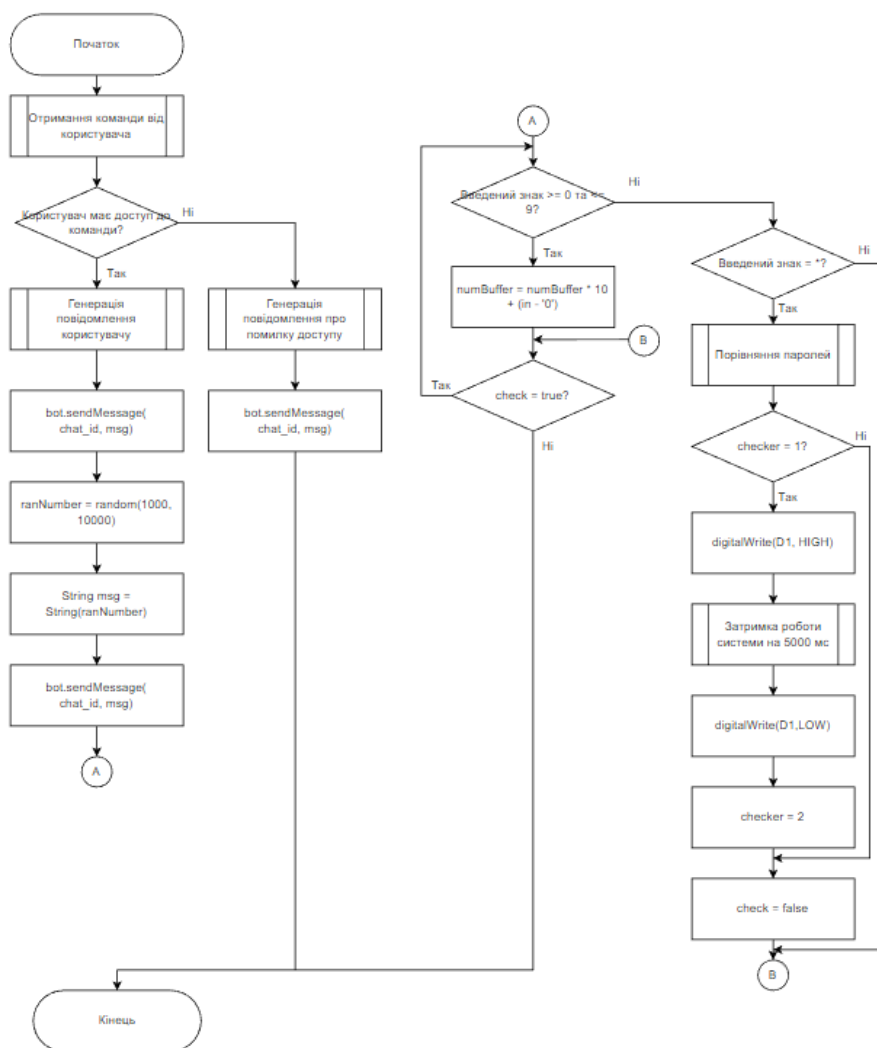 Початок
Отримання команди від
користувача
Користувач має доступ до
команди?
Ні
Так
Генерація
повідомлення
користувачу
Генерація
повідомлення про
помилку доступу
bot.sendMessage(
chat_id, msg)
bot.sendMessage(
chat_id, msg)
ranNumber = random(1000,
10000)
String msg =
String(ranNumber)
bot.sendMessage(
chat_id, msg)
A
A
Введений знак >= 0 та <=
9?
Ні
Так
numBuffer = numBuffer * 10
+ (in - '0')
B
check = true?
Так
Ні
Введений знак = *?
Ні
Так
Порівняння паролей
checker = 1?
Ні
Так
digitalWrite(D1, HIGH)
Затримка роботи
системи на 5000 мс
digitalWrite(D1,LOW)
checker = 2
check = false
B
Кінець